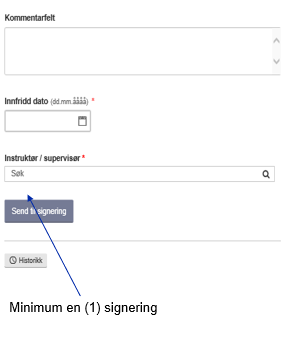 Kommentarfelt
Innfridd dato (dd.mm.åååå) *
Instruktør / supervisør *
Søk
Send til signering
Historikk
Minimum en (1) signering